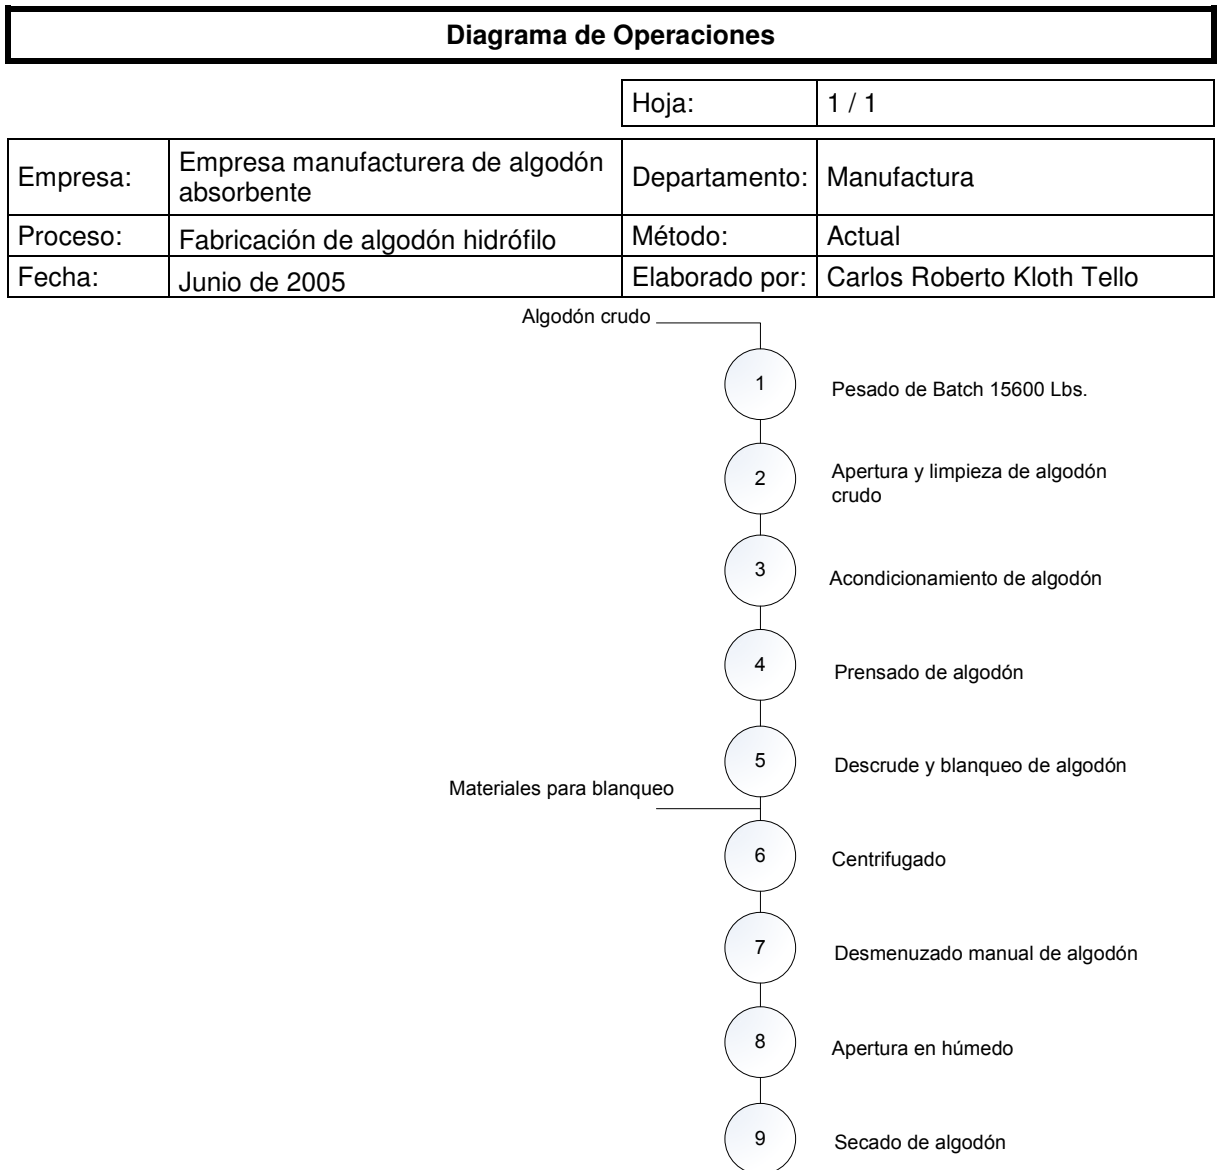 Diagrama de Operaciones
Hoja: 1 / 1
Empresa: Empresa manufacturera de algodón
absorbente
Departamento: Manufactura
Proceso: Fabricación de algodón hidrófilo Método: Actual
Fecha: Junio de 2005 Elaborado por: Carlos Roberto Kloth Tello
Algodón crudo
1 Pesado de Batch 15600 Lbs.
2 Apertura y limpieza de algodón
crudo
3 Acondicionamiento de algodón
4 Prensado de algodón
5 Descrude y blanqueo de algodón
Materiales para blanqueo
6 Centrifugado
7 Desmenuzado manual de algodón
8 Apertura en húmedo
9 Secado de algodón